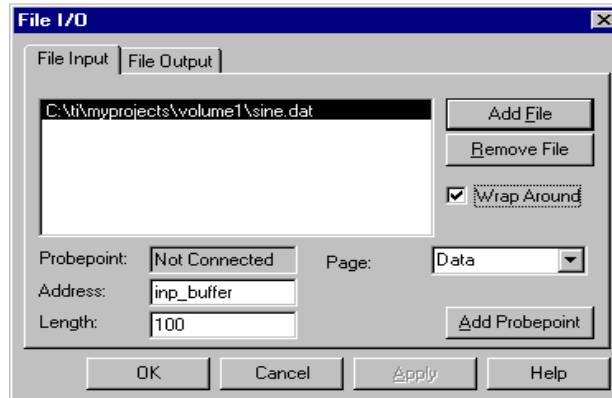 File I/O
File Input File Output
C:\ti\myprojects\volume1\sine.dat
Add File
Remove File
Wrap Around
Probepoint: Not Connected Page: Data
Address: inp_buffer
Length: 100 Add Probepoint
OK Cancel Apply Help